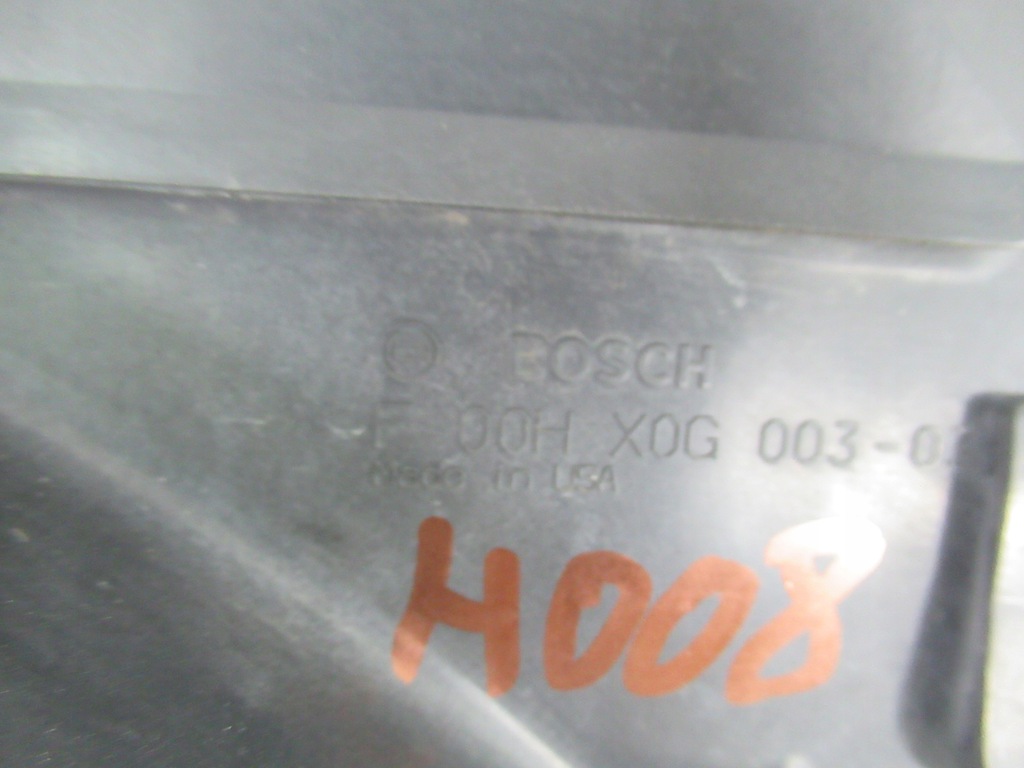 BOSCH
F 00H X0G 003-0
Made in USA
H008